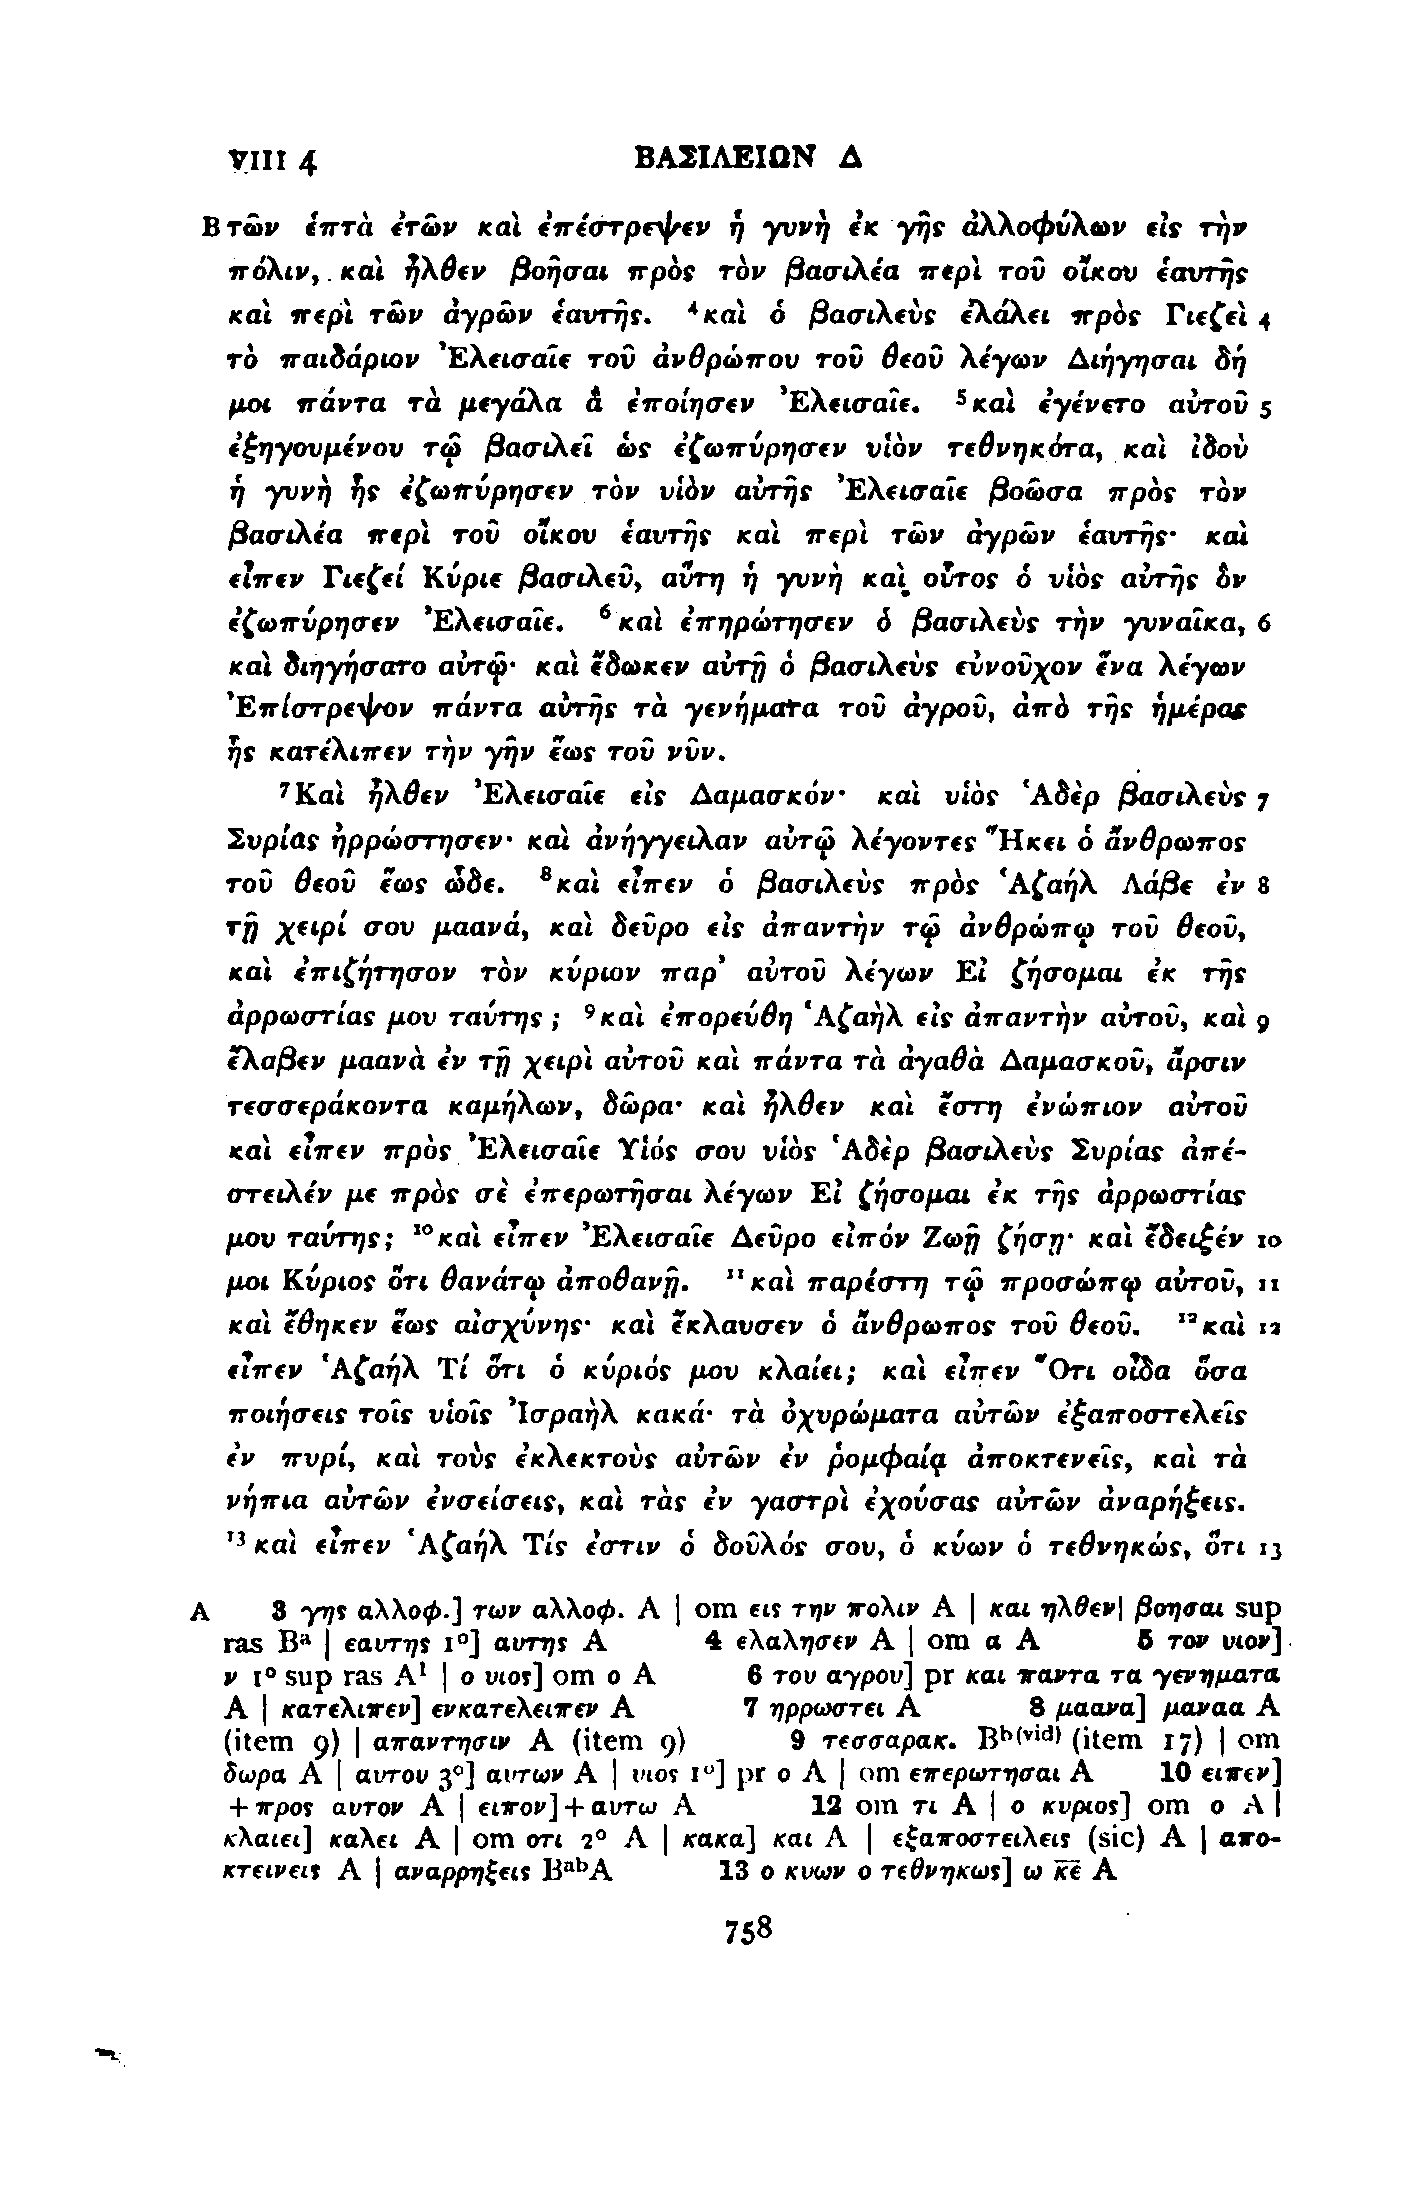 VIII 4 ΒΑΣΙΛΕΙΩΝ Δ
Β τῶν ἑπτὰ ἐτῶν καὶ ἐπέστρεψεν ἡ γυνὴ ἐκ γῆς ἀλλοφύλων εἰς τὴν
πόλιν, καὶ ἦλθεν βοῆσαι πρὸς τὸν βασιλέα περὶ τοῦ οἴκου ἑαυτῆς
καὶ περὶ τῶν ἀγρῶν ἑαυτῆς. ⁴καὶ ὁ βασιλεὺς ἐλάλει πρὸς Γιεζεὶ 4
τὸ παιδάριον Ἐλεισαῖε τοῦ ἀνθρώπου τοῦ θεοῦ λέγων Διήγησαι δή
μοι πάντα τὰ μεγάλα ἃ ἐποίησεν Ἐλεισαῖε. ⁵καὶ ἐγένετο αὐτοῦ 5
ἐξηγουμένου τῷ βασιλεῖ ὡς ἐζωπύρησεν υἱὸν τεθνηκότα, καὶ ἰδοὺ
ἡ γυνὴ ἧς ἐζωπύρησεν τὸν υἱὸν αὐτῆς Ἐλεισαῖε βοῶσα πρὸς τὸν
βασιλέα περὶ τοῦ οἴκου ἑαυτῆς καὶ περὶ τῶν ἀγρῶν ἑαυτῆς· καὶ
εἶπεν Γιεζεί Κύριε βασιλεῦ, αὕτη ἡ γυνὴ καὶ οὗτος ὁ υἱὸς αὐτῆς ὃν
ἐζωπύρησεν Ἐλεισαῖε. ⁶καὶ ἐπηρώτησεν ὁ βασιλεὺς τὴν γυναῖκα, 6
καὶ διηγήσατο αὐτῷ· καὶ ἔδωκεν αὐτῇ ὁ βασιλεὺς εὐνοῦχον ἕνα λέγων
Ἐπίστρεψον πάντα αὐτῆς τὰ γενήματα τοῦ ἀγροῦ, ἀπὸ τῆς ἡμέρας
ἧς κατέλιπεν τὴν γῆν ἕως τοῦ νῦν.
⁷Καὶ ἦλθεν Ἐλεισαῖε εἰς Δαμασκόν· καὶ υἱὸς Ἁδὲρ βασιλεὺς 7
Συρίας ἠρρώστησεν· καὶ ἀνήγγειλαν αὐτῷ λέγοντες Ἥκει ὁ ἄνθρωπος
τοῦ θεοῦ ἕως ὧδε. ⁸καὶ εἶπεν ὁ βασιλεὺς πρὸς Ἁζαήλ Λάβε ἐν 8
τῇ χειρί σου μαανά, καὶ δεῦρο εἰς ἀπαντὴν τῷ ἀνθρώπῳ τοῦ θεοῦ,
καὶ ἐπιζήτησον τὸν κύριον παρ᾽ αὐτοῦ λέγων Εἰ ζήσομαι ἐκ τῆς
ἀρρωστίας μου ταύτης; ⁹καὶ ἐπορεύθη Ἁζαὴλ εἰς ἀπαντὴν αὐτοῦ, καὶ 9
ἔλαβεν μαανὰ ἐν τῇ χειρὶ αὐτοῦ καὶ πάντα τὰ ἀγαθὰ Δαμασκοῦ, ἄρσιν
τεσσεράκοντα καμήλων, δῶρα· καὶ ἦλθεν καὶ ἔστη ἐνώπιον αὐτοῦ
καὶ εἶπεν πρὸς Ἐλεισαῖε Υἱός σου υἱὸς Ἁδὲρ βασιλεὺς Συρίας ἀπέ-
στειλέν με πρὸς σὲ ἐπερωτῆσαι λέγων Εἰ ζήσομαι ἐκ τῆς ἀρρωστίας
μου ταύτης; ¹⁰καὶ εἶπεν Ἐλεισαῖε Δεῦρο εἰπόν Ζωῇ ζήσῃ· καὶ ἔδειξέν 10
μοι Κύριος ὅτι θανάτῳ ἀποθανῇ. ¹¹καὶ παρέστη τῷ προσώπῳ αὐτοῦ, 11
καὶ ἔθηκεν ἕως αἰσχύνης· καὶ ἔκλαυσεν ὁ ἄνθρωπος τοῦ θεοῦ. ¹²καὶ 12
εἶπεν Ἁζαήλ Τί ὅτι ὁ κύριός μου κλαίει; καὶ εἶπεν Ὅτι οἶδα ὅσα
ποιήσεις τοῖς υἱοῖς Ἰσραὴλ κακά· τὰ ὀχυρώματα αὐτῶν ἐξαποστελεῖς
ἐν πυρί, καὶ τοὺς ἐκλεκτοὺς αὐτῶν ἐν ῥομφαίᾳ ἀποκτενεῖς, καὶ τὰ
νήπια αὐτῶν ἐνσείσεις, καὶ τὰς ἐν γαστρὶ ἐχούσας αὐτῶν ἀναρήξεις.
¹³καὶ εἶπεν Ἁζαήλ Τίς ἐστιν ὁ δοῦλός σου, ὁ κύων ὁ τεθνηκώς, ὅτι 13
A 3 γης αλλοφ.] των αλλοφ. A | om εις την πολιν A | και ηλθεν| βοησαι sup
ras Bᵃ | εαυτης 1°] αυτης A 4 ελαλησεν A | om α A 5 τον υιον]
ν 1° sup ras A¹ | ο υιος] om ο A 6 του αγρου] pr και παντα τα γενηματα
A | κατελιπεν] ενκατελειπεν A 7 ηρρωστει A 8 μαανα] μαναα A
(item 9) | απαντησιν A (item 9) 9 τεσσαρακ. Bᵇ⁽ᵛⁱᵈ⁾ (item 17) | om
δωρα A | αυτου 3°] αυτων A | υιος 1°] pr ο A | om επερωτησαι A 10 ειπεν]
+ προς αυτον A | ειπον] + αυτω A 12 om τι A | ο κυριος] om ο A |
κλαιει] καλει A | om οτι 2° A | κακα] και A | εξαποστειλεις (sic) A | απο-
κτεινεις A | αναρρηξεις BᵃᵇA 13 ο κυων ο τεθνηκως] ω κ̅ε̅ A
758